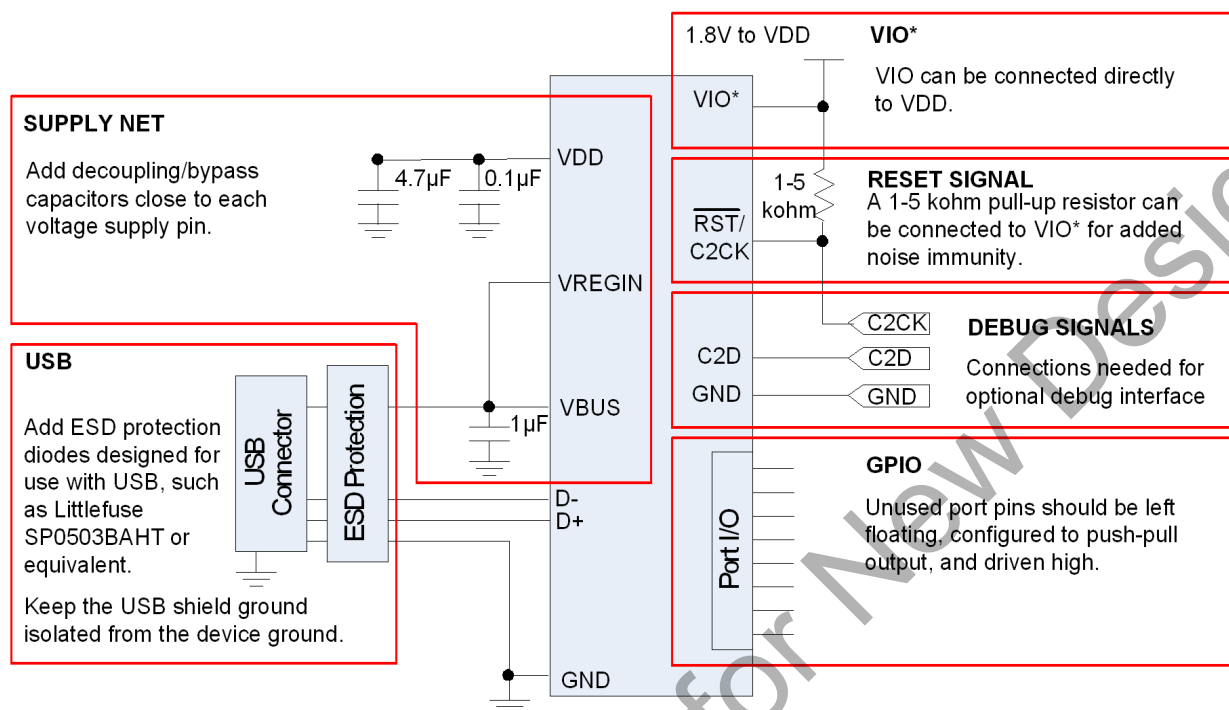 SUPPLY NET
Add decoupling/bypass
capacitors close to each
voltage supply pin.
4.7µF
0.1µF
VDD
VREGIN
VBUS
1µF
USB
Add ESD protection
diodes designed for
use with USB, such
as Littlefuse
SP0503BAHT or
equivalent.
Keep the USB shield ground
isolated from the device ground.
USB
Connector
ESD Protection
D-
D+
GND
1.8V to VDD
VIO*
VIO can be connected directly
to VDD.
VIO*
RESET SIGNAL
A 1-5 kohm pull-up resistor can
be connected to VIO* for added
noise immunity.
1-5
kohm
RST/
C2CK
DEBUG SIGNALS
Connections needed for
optional debug interface
C2CK
C2D
C2D
GND
GND
GPIO
Unused port pins should be left
floating, configured to push-pull
output, and driven high.
Port I/O
for New Desig